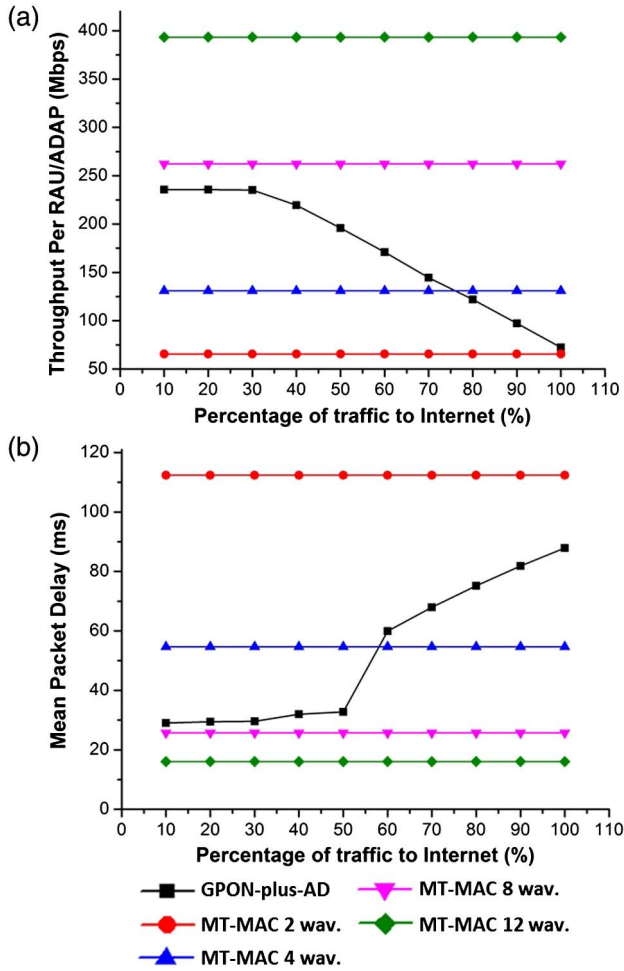 (a)
Throughput Per RAU/ADAP (Mbps)
400
350
300
250
200
150
100
50
0 10 20 30 40 50 60 70 80 90 100 110
Percentage of traffic to Internet (%)
(b)
Mean Packet Delay (ms)
120
100
80
60
40
20
0
0 10 20 30 40 50 60 70 80 90 100 110
Percentage of traffic to Internet (%)
GPON-plus-AD
MT-MAC 8 wav.
MT-MAC 2 wav.
MT-MAC 12 wav.
MT-MAC 4 wav.